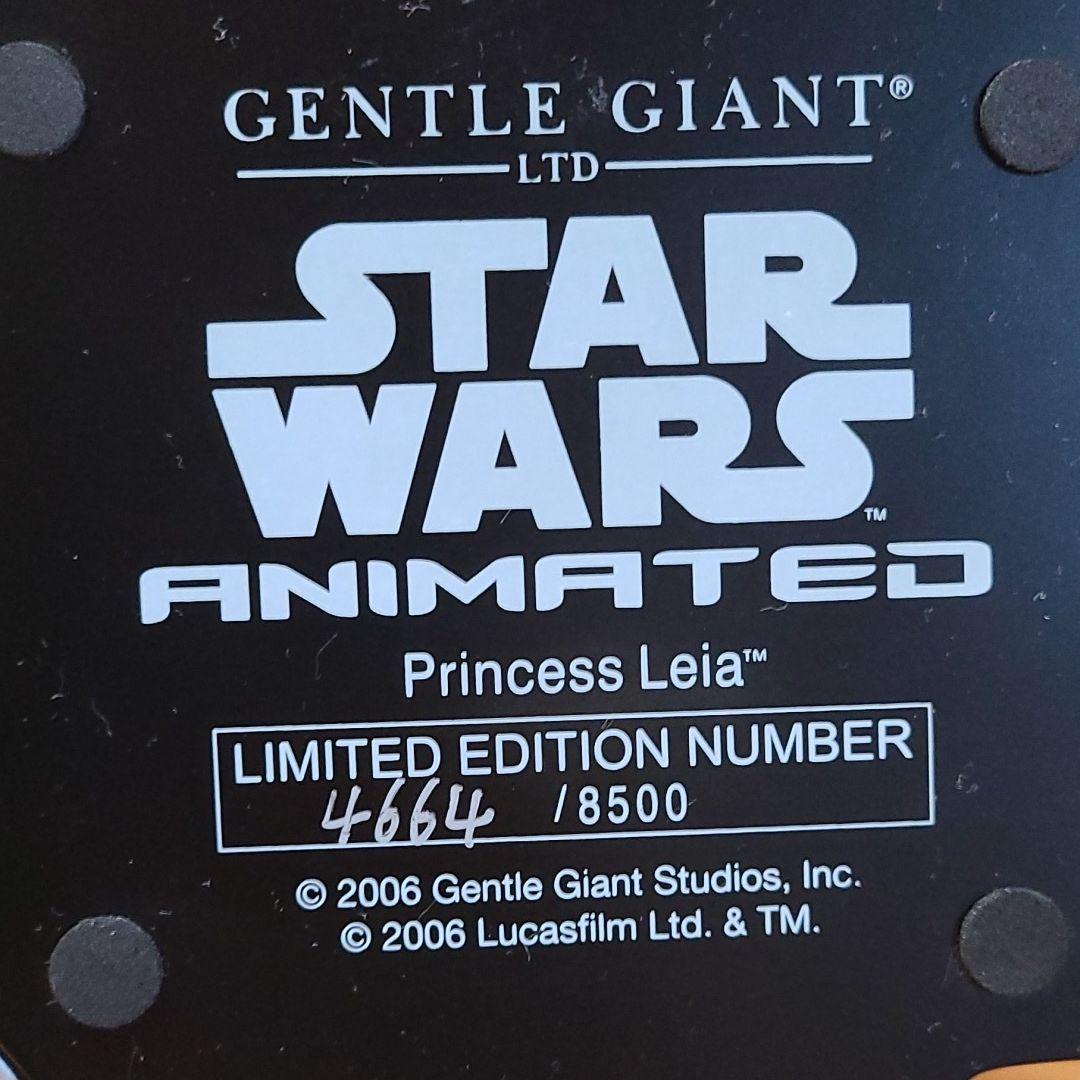 GENTLE GIANT®
LTD
STAR
WARS™
ANIMATED
Princess Leia™
LIMITED EDITION NUMBER
4664 /8500
© 2006 Gentle Giant Studios, Inc.
© 2006 Lucasfilm Ltd. & TM.